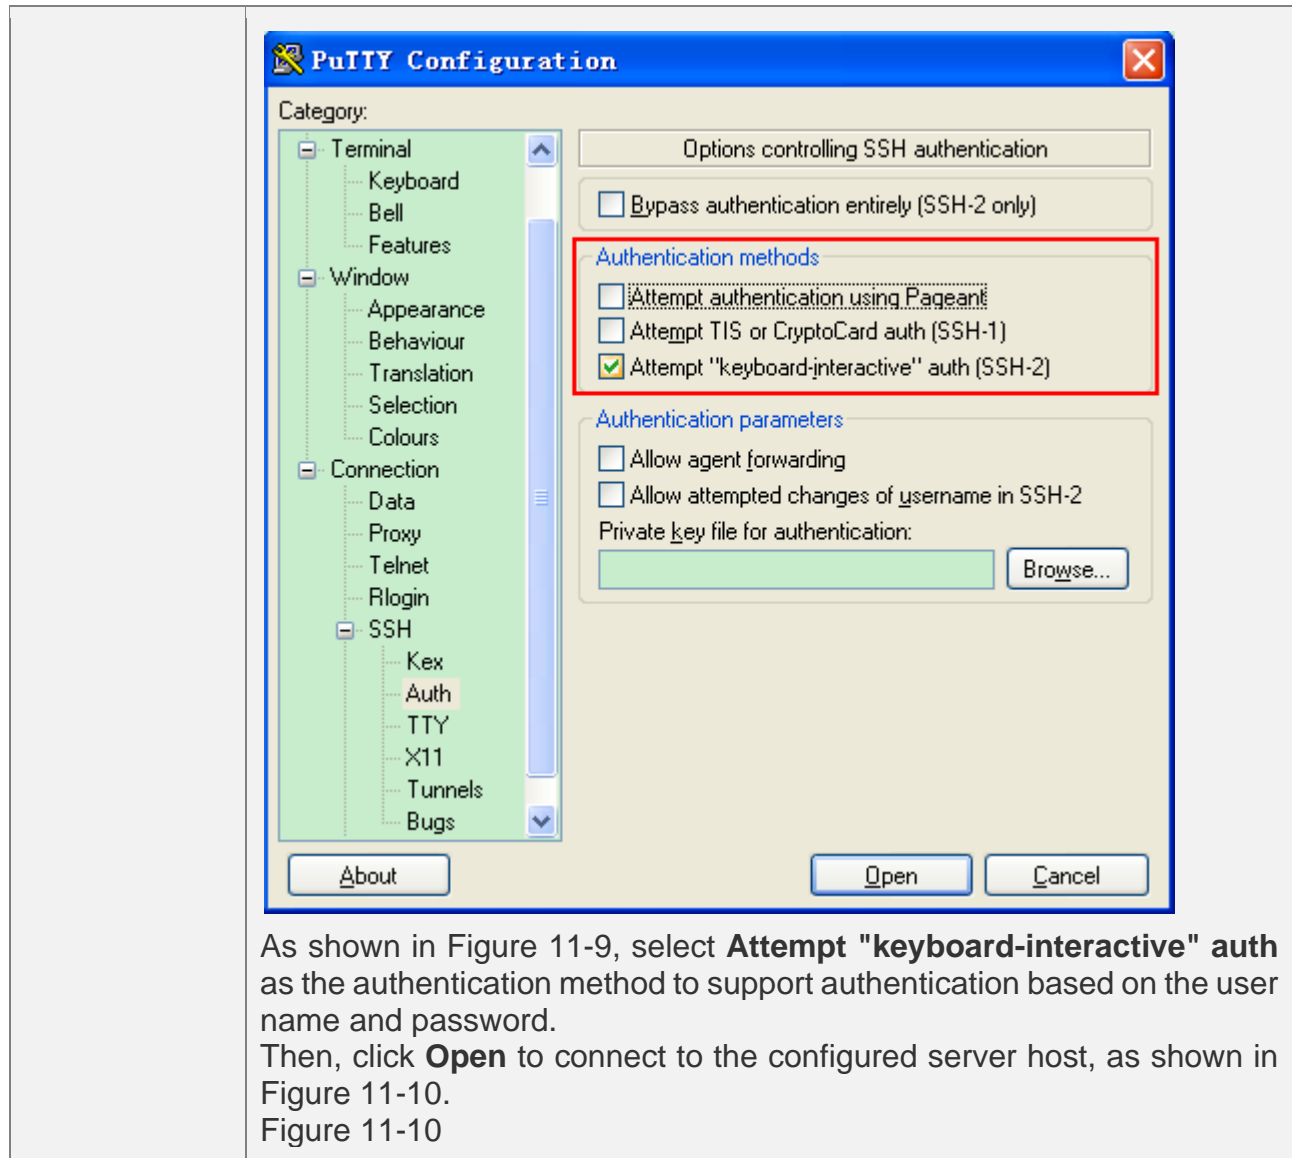 PuTTY Configuration
Category:
Terminal
Keyboard
Bell
Features
Window
Appearance
Behaviour
Translation
Selection
Colours
Connection
Data
Proxy
Telnet
Rlogin
SSH
Kex
Auth
TTY
X11
Tunnels
Bugs
Options controlling SSH authentication
Bypass authentication entirely (SSH-2 only)
Authentication methods
Attempt authentication using Pageant
Attempt TIS or CryptoCard auth (SSH-1)
Attempt "keyboard-interactive" auth (SSH-2)
Authentication parameters
Allow agent forwarding
Allow attempted changes of username in SSH-2
Private key file for authentication:
Browse...
About
Open
Cancel
As shown in Figure 11-9, select Attempt "keyboard-interactive" auth
as the authentication method to support authentication based on the user
name and password.
Then, click Open to connect to the configured server host, as shown in
Figure 11-10.
Figure 11-10